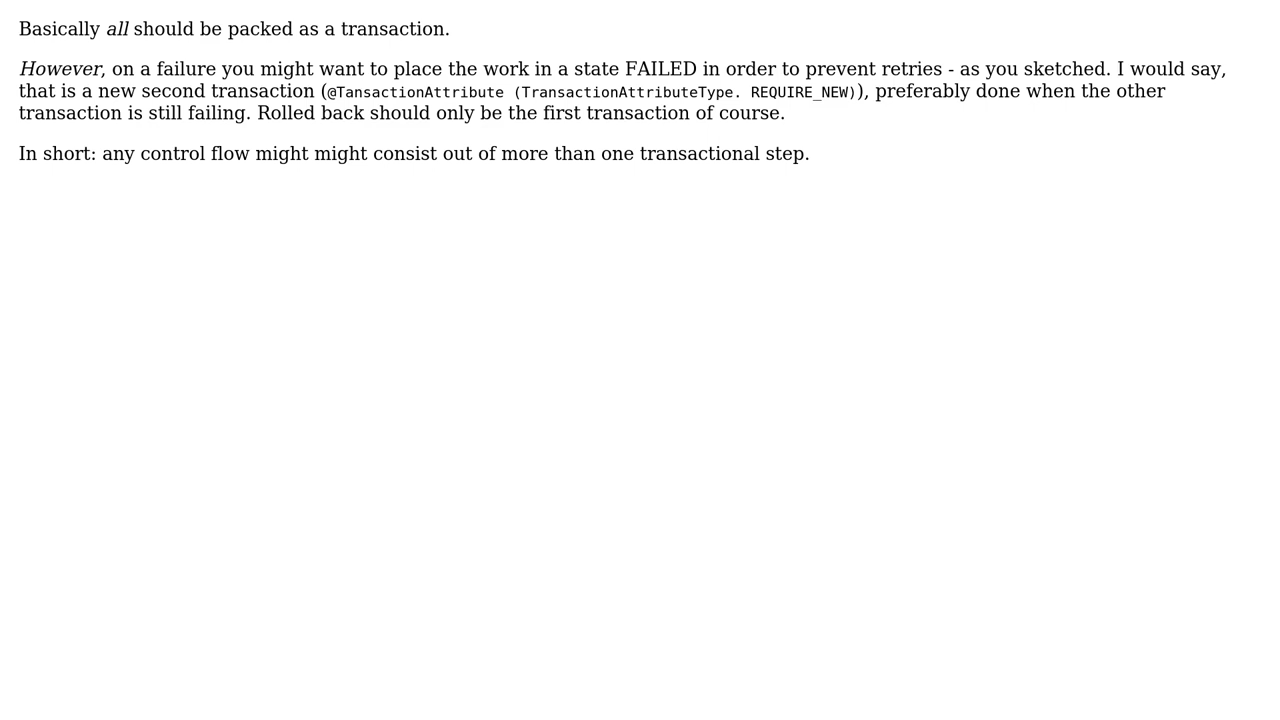 Basically all should be packed as a transaction.
However, on a failure you might want to place the work in a state FAILED in order to prevent retries - as you sketched. I would say,
that is a new second transaction (@TansactionAttribute (TransactionAttributeType. REQUIRE_NEW)), preferably done when the other
transaction is still failing. Rolled back should only be the first transaction of course.
In short: any control flow might might consist out of more than one transactional step.